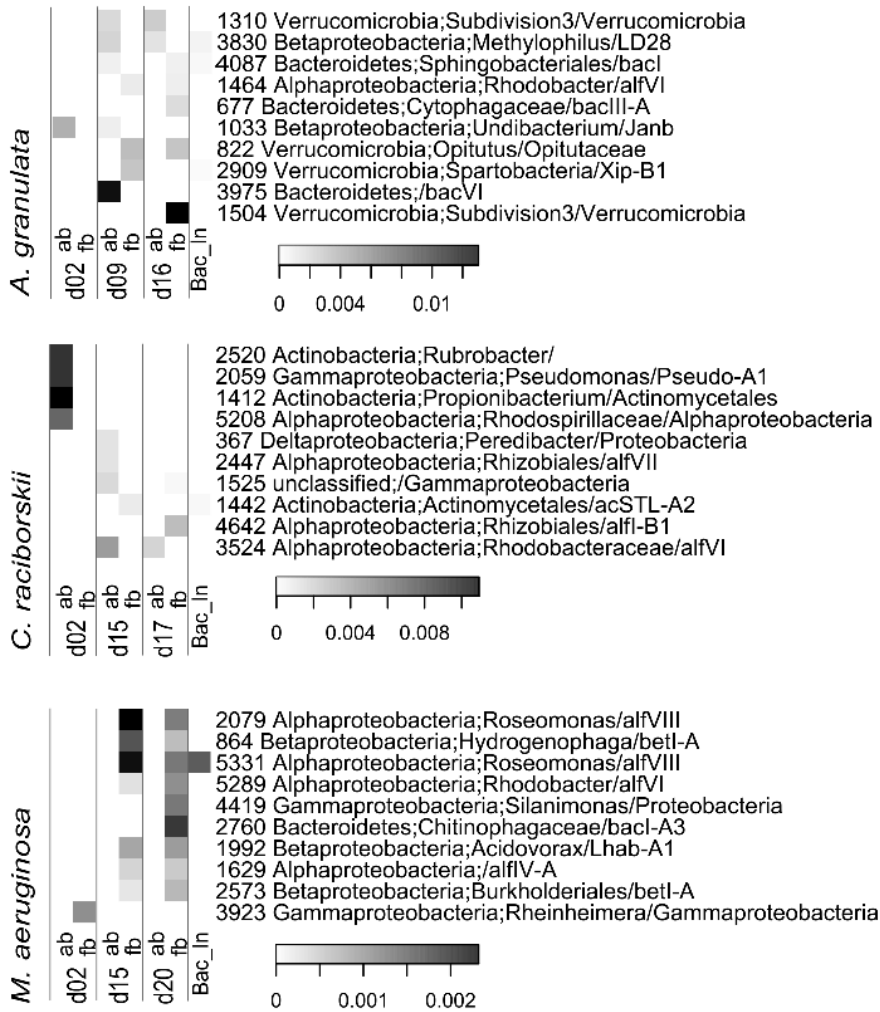 1310 Verrucomicrobia;Subdivision3/Verrucomicrobia
3830 Betaproteobacteria;Methylophilus/LD28
4087 Bacteroidetes;Sphingobacteriales/bacI
1464 Alphaproteobacteria;Rhodobacter/alfVI
677 Bacteroidetes;Cytophagaceae/bacIII-A
1033 Betaproteobacteria;Undibacterium/Janb
822 Verrucomicrobia;Opitutus/Opitutaceae
2909 Verrucomicrobia;Spartobacteria/Xip-B1
3975 Bacteroidetes;/bacVI
1504 Verrucomicrobia;Subdivision3/Verrucomicrobia
A. granulata
ab fb ab fb ab fb Bac_In
d02 d09 d16
0 0.004 0.01
2520 Actinobacteria;Rubrobacter/
2059 Gammaproteobacteria;Pseudomonas/Pseudo-A1
1412 Actinobacteria;Propionibacterium/Actinomycetales
5208 Alphaproteobacteria;Rhodospirillaceae/Alphaproteobacteria
367 Deltaproteobacteria;Peredibacter/Proteobacteria
2447 Alphaproteobacteria;Rhizobiales/alfVII
1525 unclassified;/Gammaproteobacteria
1442 Actinobacteria;Actinomycetales/acSTL-A2
4642 Alphaproteobacteria;Rhizobiales/alfI-B1
3524 Alphaproteobacteria;Rhodobacteraceae/alfVI
C. raciborskii
ab fb ab fb ab fb Bac_In
d02 d15 d17
0 0.004 0.008
2079 Alphaproteobacteria;Roseomonas/alfVIII
864 Betaproteobacteria;Hydrogenophaga/betI-A
5331 Alphaproteobacteria;Roseomonas/alfVIII
5289 Alphaproteobacteria;Rhodobacter/alfVI
4419 Gammaproteobacteria;Silanimonas/Proteobacteria
2760 Bacteroidetes;Chitinophagaceae/bacI-A3
1992 Betaproteobacteria;Acidovorax/Lhab-A1
1629 Alphaproteobacteria;/alfIV-A
2573 Betaproteobacteria;Burkholderiales/betI-A
3923 Gammaproteobacteria;Rheinheimera/Gammaproteobacteria
M. aeruginosa
ab fb ab fb ab fb Bac_In
d02 d15 d20
0 0.001 0.002